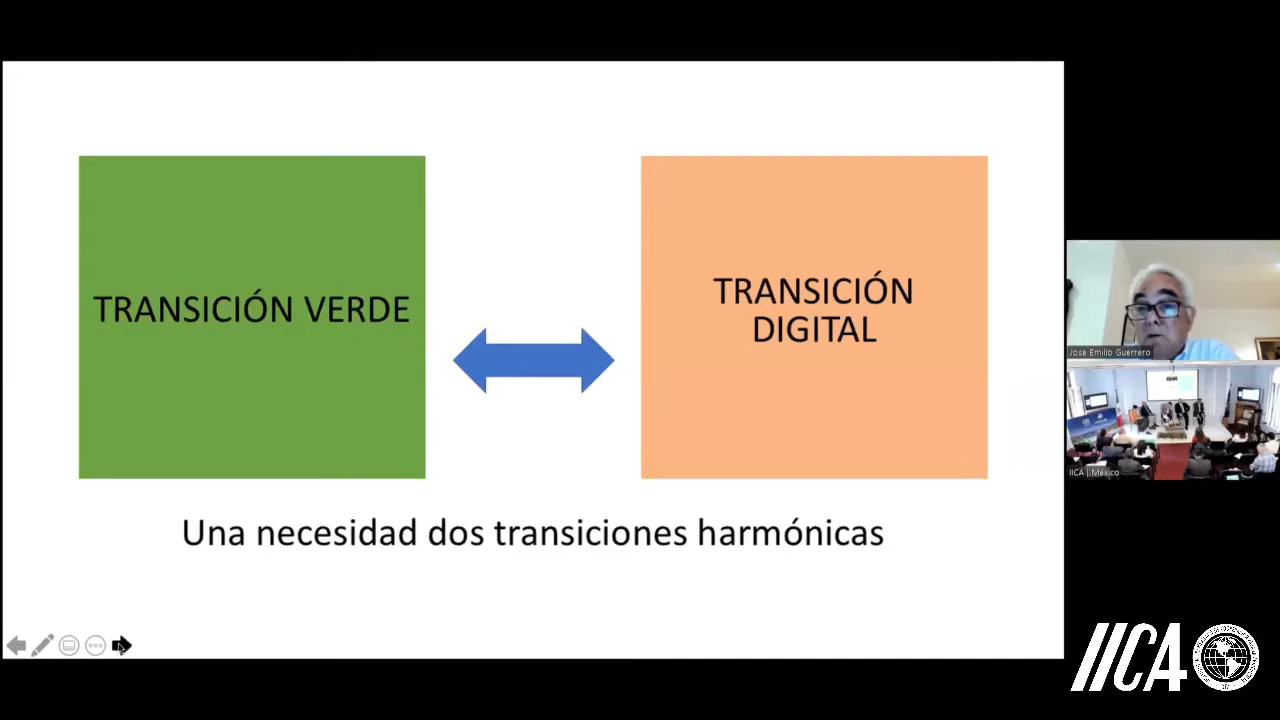 TRANSICIÓN VERDE
TRANSICIÓN
DIGITAL
Una necesidad dos transiciones harmónicas
Jose Emilio Guerrero
IICA | México
IICA